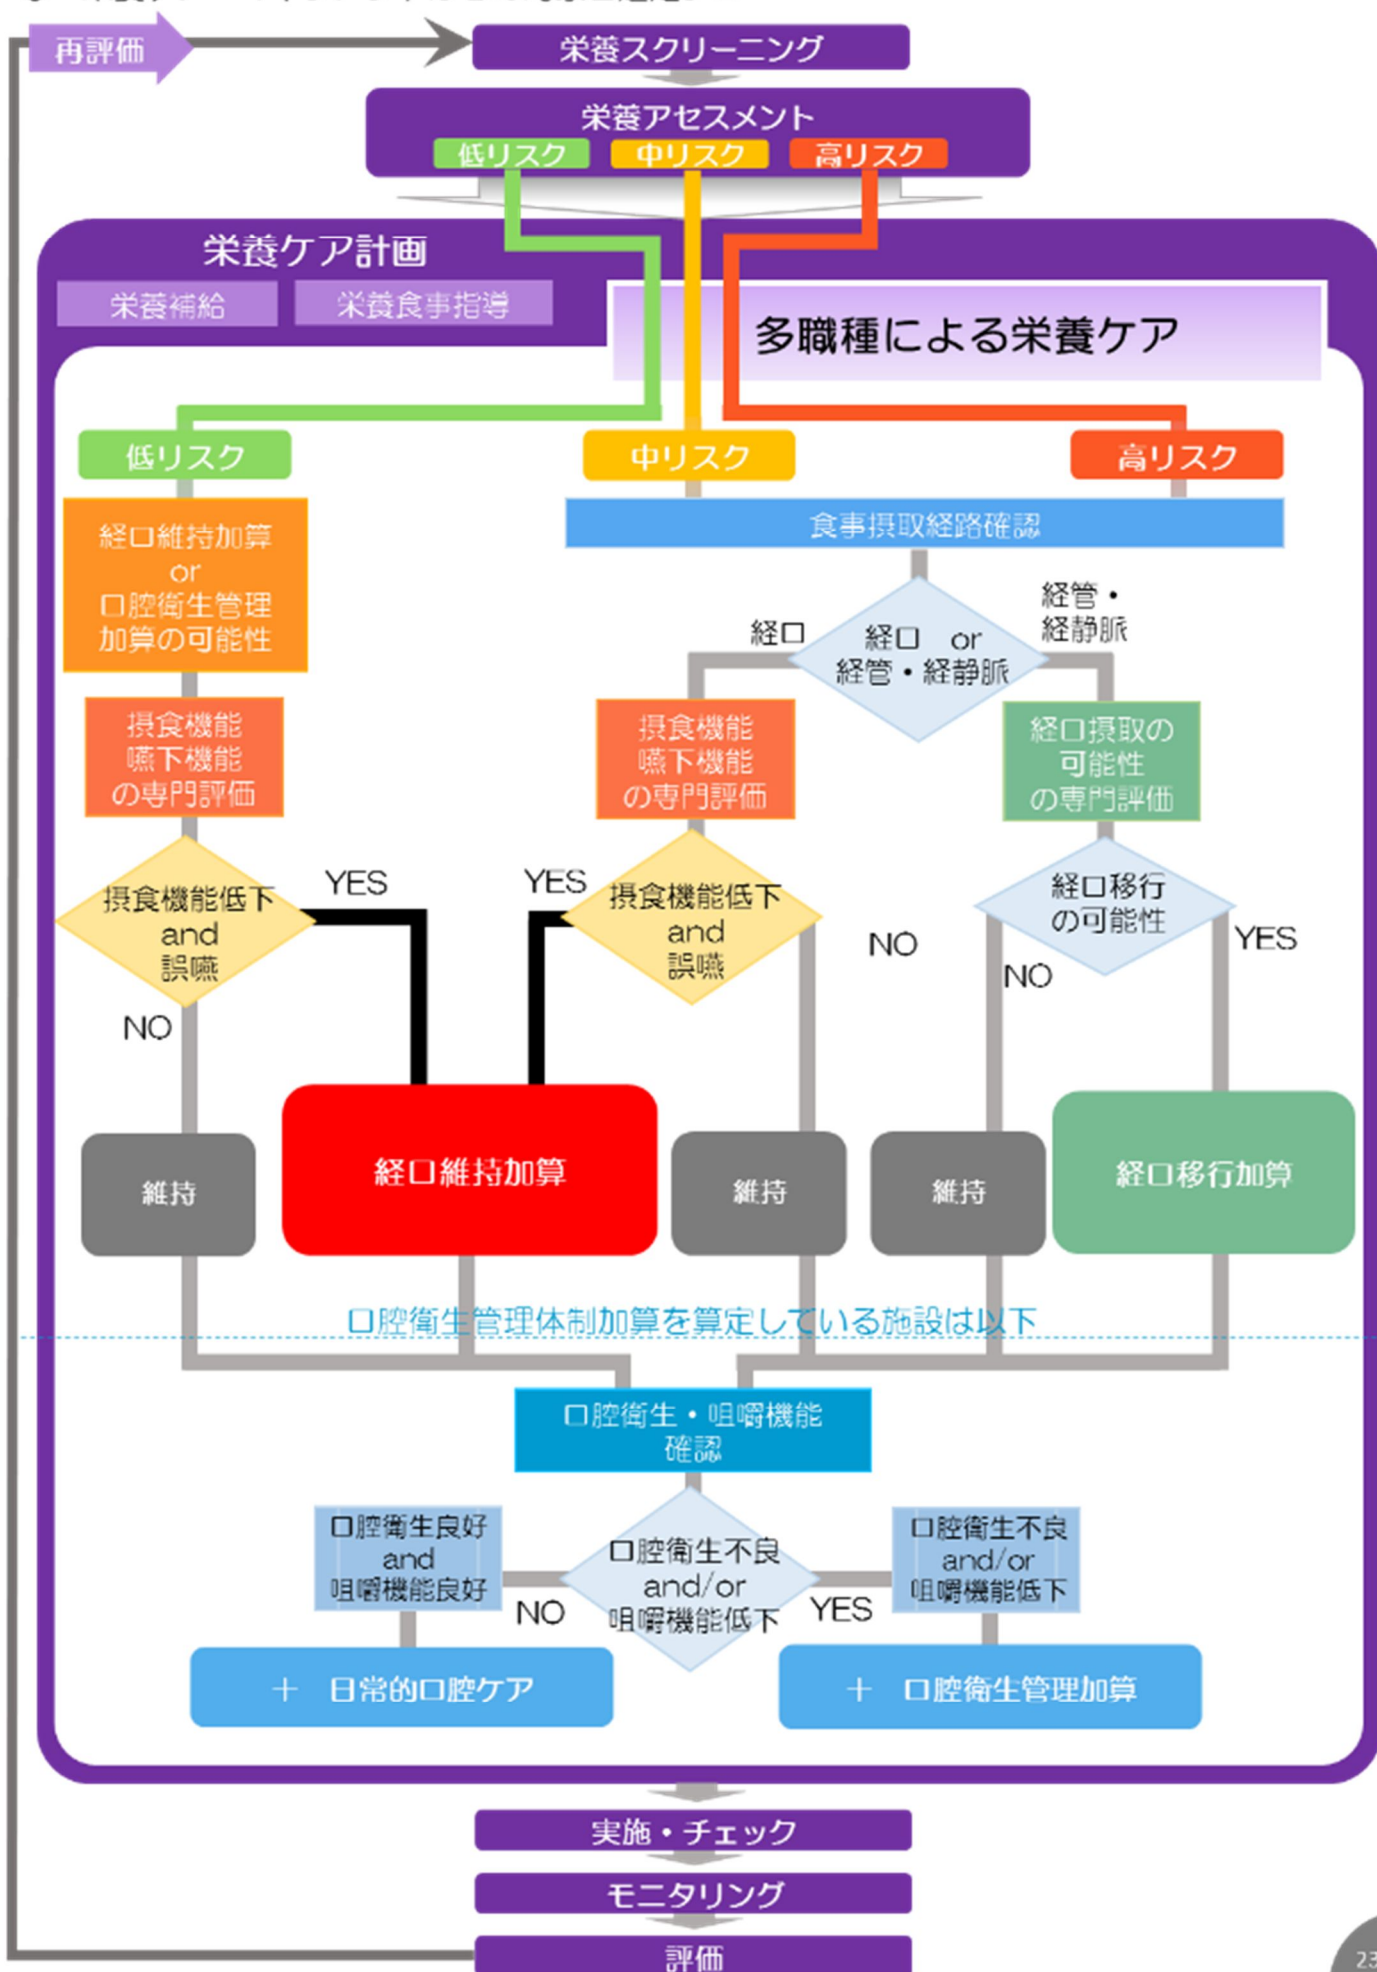 再評価
栄養スクリーニング
栄養アセスメント
低リスク 中リスク 高リスク
栄養ケア計画
栄養補給 栄養食事指導
多職種による栄養ケア
低リスク 中リスク 高リスク
経口維持加算
or
口腔衛生管理
加算の可能性
食事摂取経路確認
経口 or
経管・経静脈
経口
経管・
経静脈
摂食機能
嚥下機能
の専門評価
摂食機能
嚥下機能
の専門評価
経口摂取の
可能性
の専門評価
摂食機能低下
and
誤嚥
YES
NO
YES
摂食機能低下
and
誤嚥
NO
経口移行
の可能性
NO
YES
維持
経口維持加算
維持
維持
経口移行加算
口腔衛生管理体制加算を算定している施設は以下
口腔衛生・咀嚼機能
確認
口腔衛生良好
and
咀嚼機能良好
NO
口腔衛生不良
and/or
咀嚼機能低下
YES
口腔衛生不良
and/or
咀嚼機能低下
＋ 日常的口腔ケア
＋ 口腔衛生管理加算
実施・チェック
モニタリング
評価
23